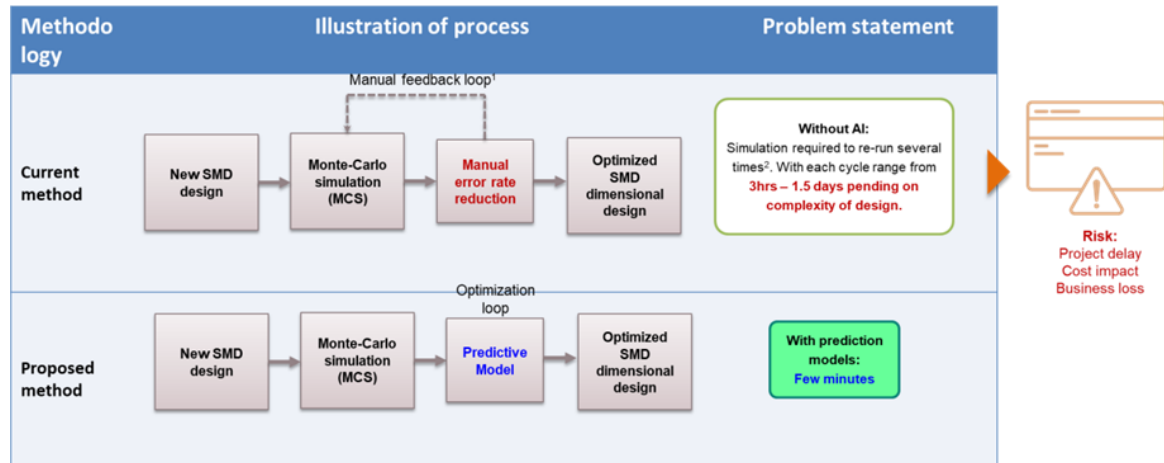 Methodo
logy
Illustration of process
Problem statement
Current
method
Manual feedback loop¹
New SMD
design
Monte-Carlo
simulation
(MCS)
Manual
error rate
reduction
Optimized
SMD
dimensional
design
Without AI:
Simulation required to re-run several
times². With each cycle range from
3hrs – 1.5 days pending on
complexity of design.
Risk:
Project delay
Cost impact
Business loss
Proposed
method
Optimization
loop
New SMD
design
Monte-Carlo
simulation
(MCS)
Predictive
Model
Optimized
SMD
dimensional
design
With prediction
models:
Few minutes